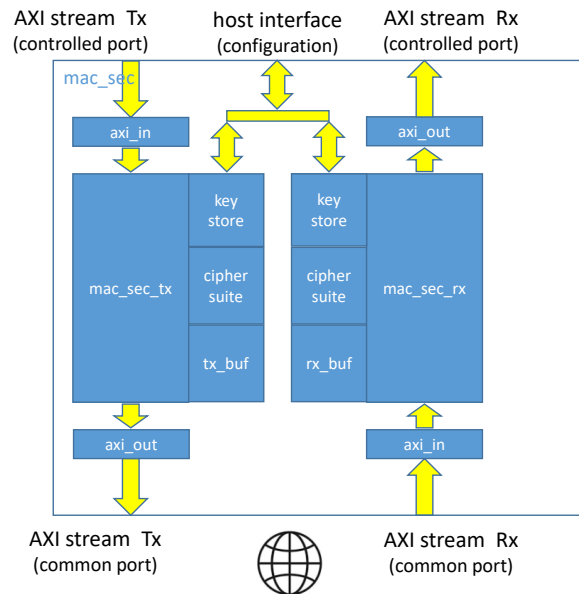 AXI stream Tx
(controlled port)
host interface
(configuration)
AXI stream Rx
(controlled port)
mac_sec
axi_in
axi_out
key
store
key
store
mac_sec_tx
cipher
suite
cipher
suite
mac_sec_rx
tx_buf
rx_buf
axi_out
axi_in
AXI stream Tx
(common port)
AXI stream Rx
(common port)